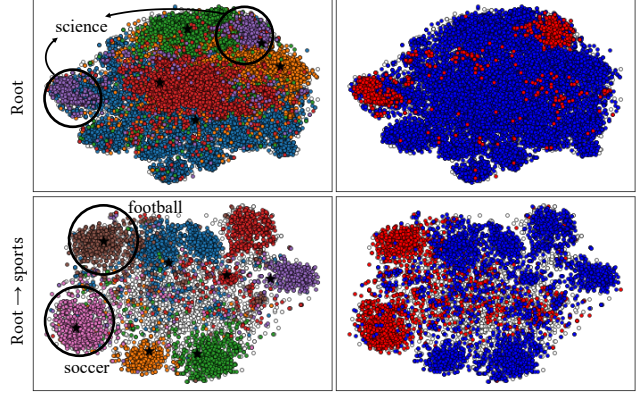 science
Root
football
Root → sports
soccer